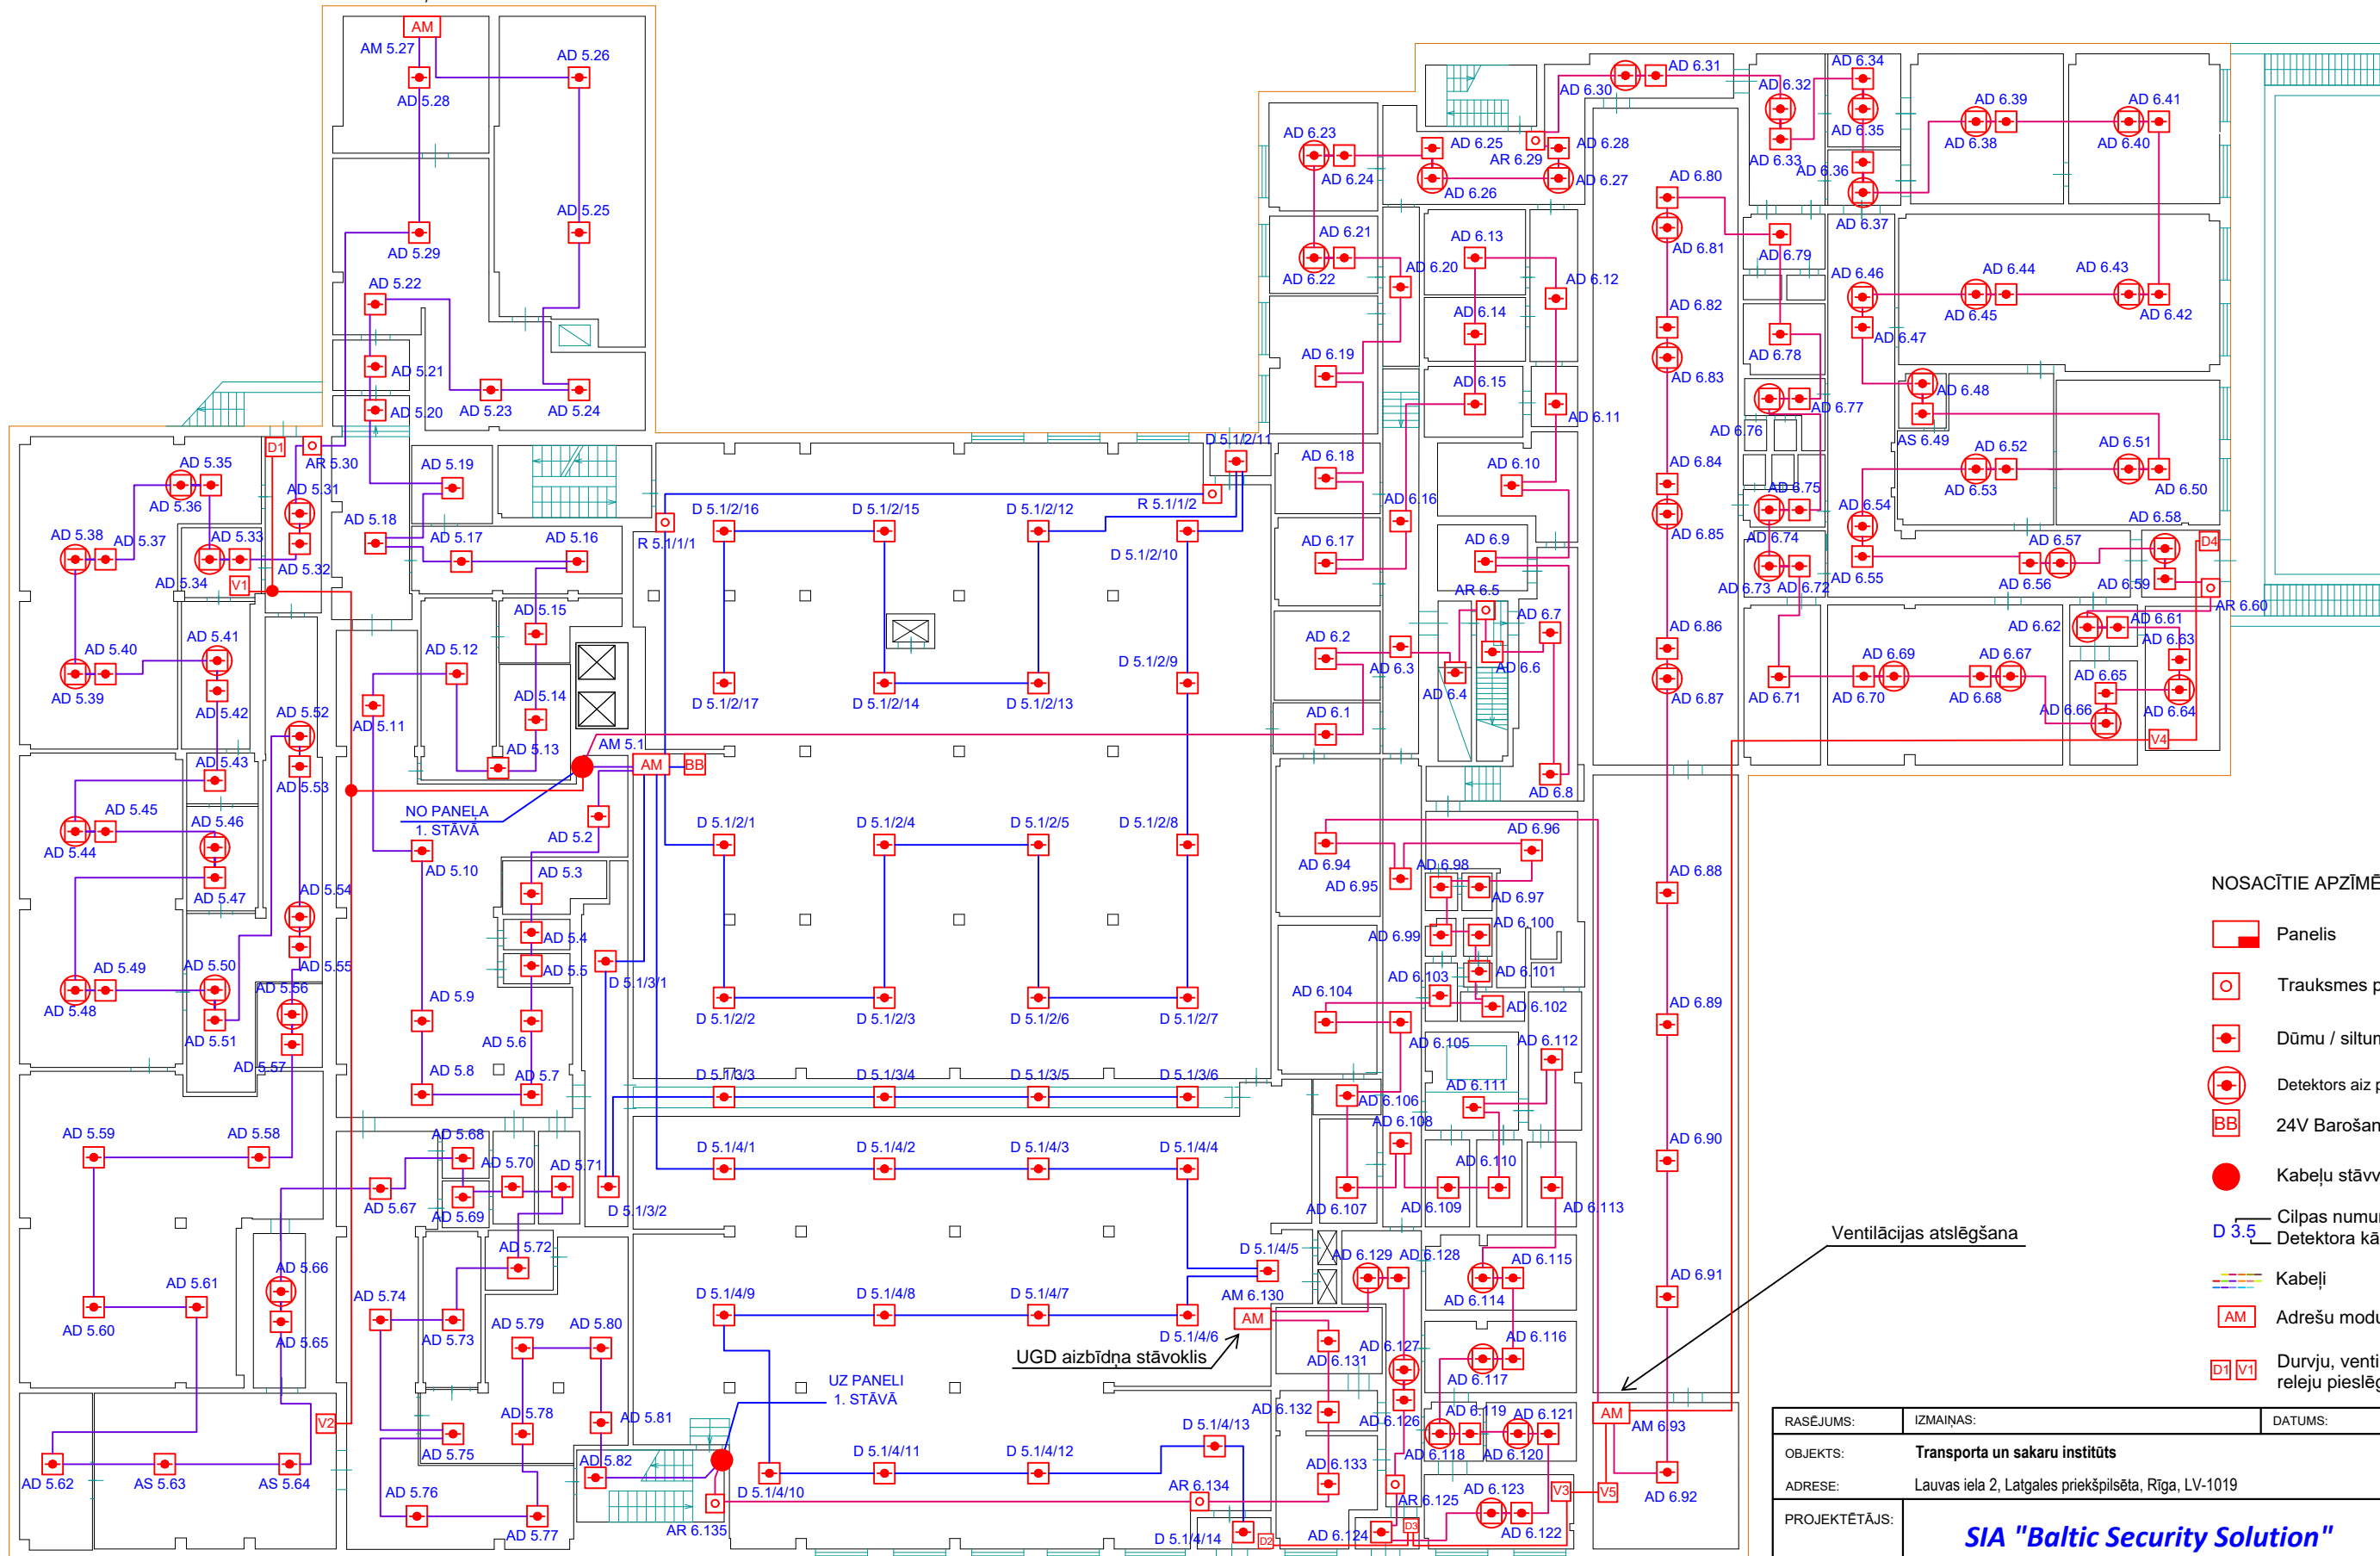 AM
AM 5.27
AD 5.28
AD 5.26
AD 5.25
AD 5.29
AD 5.22
AD 5.21
AD 5.20
AD 5.23
AD 5.24
D1
AR 5.30
AD 5.35
AD 5.36
AD 5.31
AD 5.38
AD 5.37
AD 5.33
AD 5.32
AD 5.34
V1
AD 5.19
AD 5.18
AD 5.17
AD 5.16
AD 5.15
AD 5.14
AD 5.13
AD 5.12
AD 5.11
AD 5.41
AD 5.40
AD 5.39
AD 5.42
AD 5.43
AD 5.52
AD 5.53
AD 5.45
AD 5.44
AD 5.46
AD 5.47
AD 5.54
AD 5.55
AD 5.49
AD 5.48
AD 5.50
AD 5.51
AD 5.56
AD 5.57
AD 5.59
AD 5.58
AD 5.61
AD 5.60
AD 5.66
AD 5.65
AD 5.62
AS 5.63
AS 5.64
V2
AM 5.1
AM
BB
NO PANEĻA
1. STĀVĀ
AD 5.2
AD 5.3
AD 5.4
AD 5.5
AD 5.6
AD 5.7
AD 5.8
AD 5.9
AD 5.10
AD 5.68
AD 5.70
AD 5.71
AD 5.67
AD 5.69
AD 5.72
AD 5.74
AD 5.73
AD 5.79
AD 5.80
AD 5.78
AD 5.81
AD 5.75
AD 5.82
AD 5.76
AD 5.77
D 5.1/2/11
R 5.1/1/1
R 5.1/1/2
D 5.1/2/16
D 5.1/2/15
D 5.1/2/12
D 5.1/2/10
D 5.1/2/9
D 5.1/2/17
D 5.1/2/14
D 5.1/2/13
D 5.1/2/1
D 5.1/2/4
D 5.1/2/5
D 5.1/2/8
D 5.1/2/2
D 5.1/2/3
D 5.1/2/6
D 5.1/2/7
D 5.1/3/1
D 5.1/3/2
D 5.1/3/3
D 5.1/3/4
D 5.1/3/5
D 5.1/3/6
D 5.1/4/1
D 5.1/4/2
D 5.1/4/3
D 5.1/4/4
D 5.1/4/5
D 5.1/4/9
D 5.1/4/8
D 5.1/4/7
D 5.1/4/6
UZ PANELI
1. STĀVĀ
UGD aizbīdņa stāvoklis
D 5.1/4/10
D 5.1/4/11
D 5.1/4/12
D 5.1/4/13
D 5.1/4/14
AR 6.135
AR 6.134
D2
AD 6.23
AD 6.24
AD 6.25
AD 6.26
AD 6.27
AD 6.28
AR 6.29
AD 6.30
AD 6.31
AD 6.21
AD 6.22
AD 6.20
AD 6.13
AD 6.12
AD 6.14
AD 6.15
AD 6.11
AD 6.19
AD 6.18
AD 6.16
AD 6.17
AD 6.10
AD 6.9
AR 6.5
AD 6.7
AD 6.2
AD 6.3
AD 6.4
AD 6.6
AD 6.1
AD 6.8
AD 6.32
AD 6.33
AD 6.34
AD 6.35
AD 6.36
AD 6.37
AD 6.39
AD 6.38
AD 6.41
AD 6.40
AD 6.46
AD 6.44
AD 6.43
AD 6.47
AD 6.45
AD 6.42
AD 6.48
AS 6.49
AD 6.52
AD 6.51
AD 6.53
AD 6.50
AD 6.54
AD 6.55
AD 6.57
AD 6.56
AD 6.58
AD 6.59
D4
AR 6.60
AD 6.62
AD 6.61
AD 6.63
AD 6.65
AD 6.64
AD 6.66
V4
AD 6.69
AD 6.67
AD 6.70
AD 6.68
AD 6.71
AD 6.72
AD 6.73
AD 6.74
AD 6.75
AD 6.76
AD 6.77
AD 6.78
AD 6.79
AD 6.80
AD 6.81
AD 6.82
AD 6.83
AD 6.84
AD 6.85
AD 6.86
AD 6.87
AD 6.88
AD 6.89
AD 6.90
AD 6.91
AD 6.92
AM
AM 6.93
V5
V3
AD 6.94
AD 6.95
AD 6.96
AD 6.98
AD 6.97
AD 6.99
AD 6.100
AD 6.101
AD 6.103
AD 6.102
AD 6.104
AD 6.105
AD 6.112
AD 6.111
AD 6.106
AD 6.108
AD 6.110
AD 6.107
AD 6.109
AD 6.113
AD 6.129
AD 6.128
AD 6.115
AD 6.114
AM 6.130
AM
AD 6.131
AD 6.127
AD 6.116
AD 6.117
AD 6.132
AD 6.126
AD 6.119
AD 6.121
AD 6.118
AD 6.120
AD 6.133
AR 6.125
AD 6.123
AD 6.122
AD 6.124
D3
Ventilācijas atslēgšana
NOSACĪTIE APZĪMĒ
Panelis
Trauksmes p
Dūmu / siltum
Detektors aiz p
BB 24V Barošan
Kabeļu stāvv
D 3.5 Cilpas numur
Detektora kā
Kabeļi
AM Adrešu modu
D1 V1 Durvju, venti
releju pieslēg
RASĒJUMS: IZMAIŅAS: DATUMS:
OBJEKTS: Transporta un sakaru institūts
ADRESE: Lauvas iela 2, Latgales priekšpilsēta, Rīga, LV-1019
PROJEKTĒTĀJS: SIA "Baltic Security Solution"